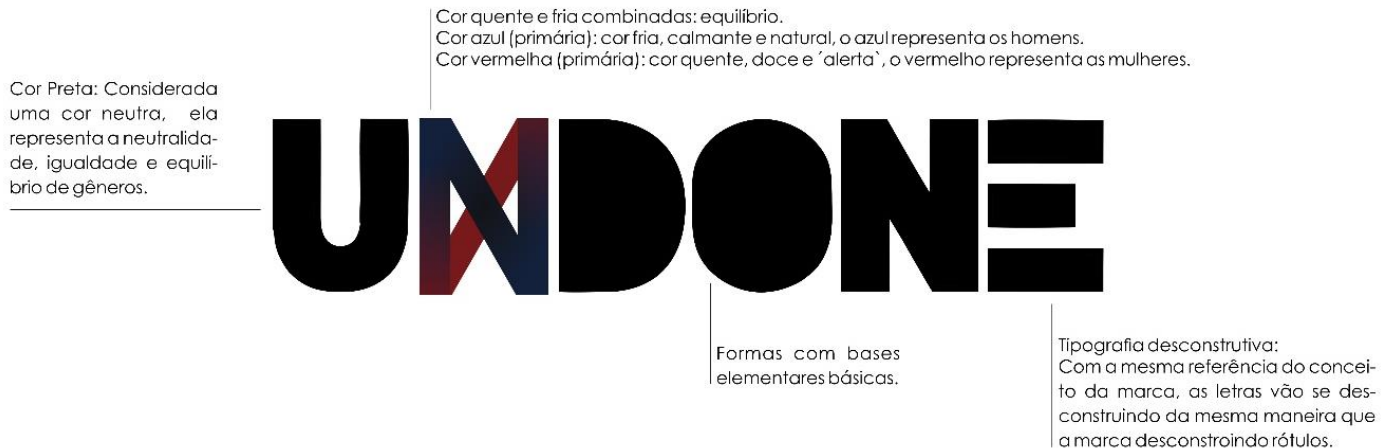 Cor quente e fria combinadas: equilíbrio.
Cor azul (primária): cor fria, calmante e natural, o azul representa os homens.
Cor vermelha (primária): cor quente, doce e ´alerta`, o vermelho representa as mulheres.
Cor Preta: Considerada
uma cor neutra, ela
representa a neutralida-
de, igualdade e equilí-
brio de gêneros.
UNDONE
Formas com bases
elementares básicas.
Tipografia desconstrutiva:
Com a mesma referência do concei-
to da marca, as letras vão se des-
construindo da mesma maneira que
a marca desconstroindo rótulos.